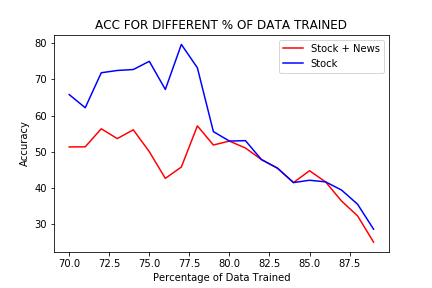 ACC FOR DIFFERENT % OF DATA TRAINED
Stock + News
Stock
Accuracy
80
70
60
50
40
30
70.0 72.5 75.0 77.5 80.0 82.5 85.0 87.5
Percentage of Data Trained